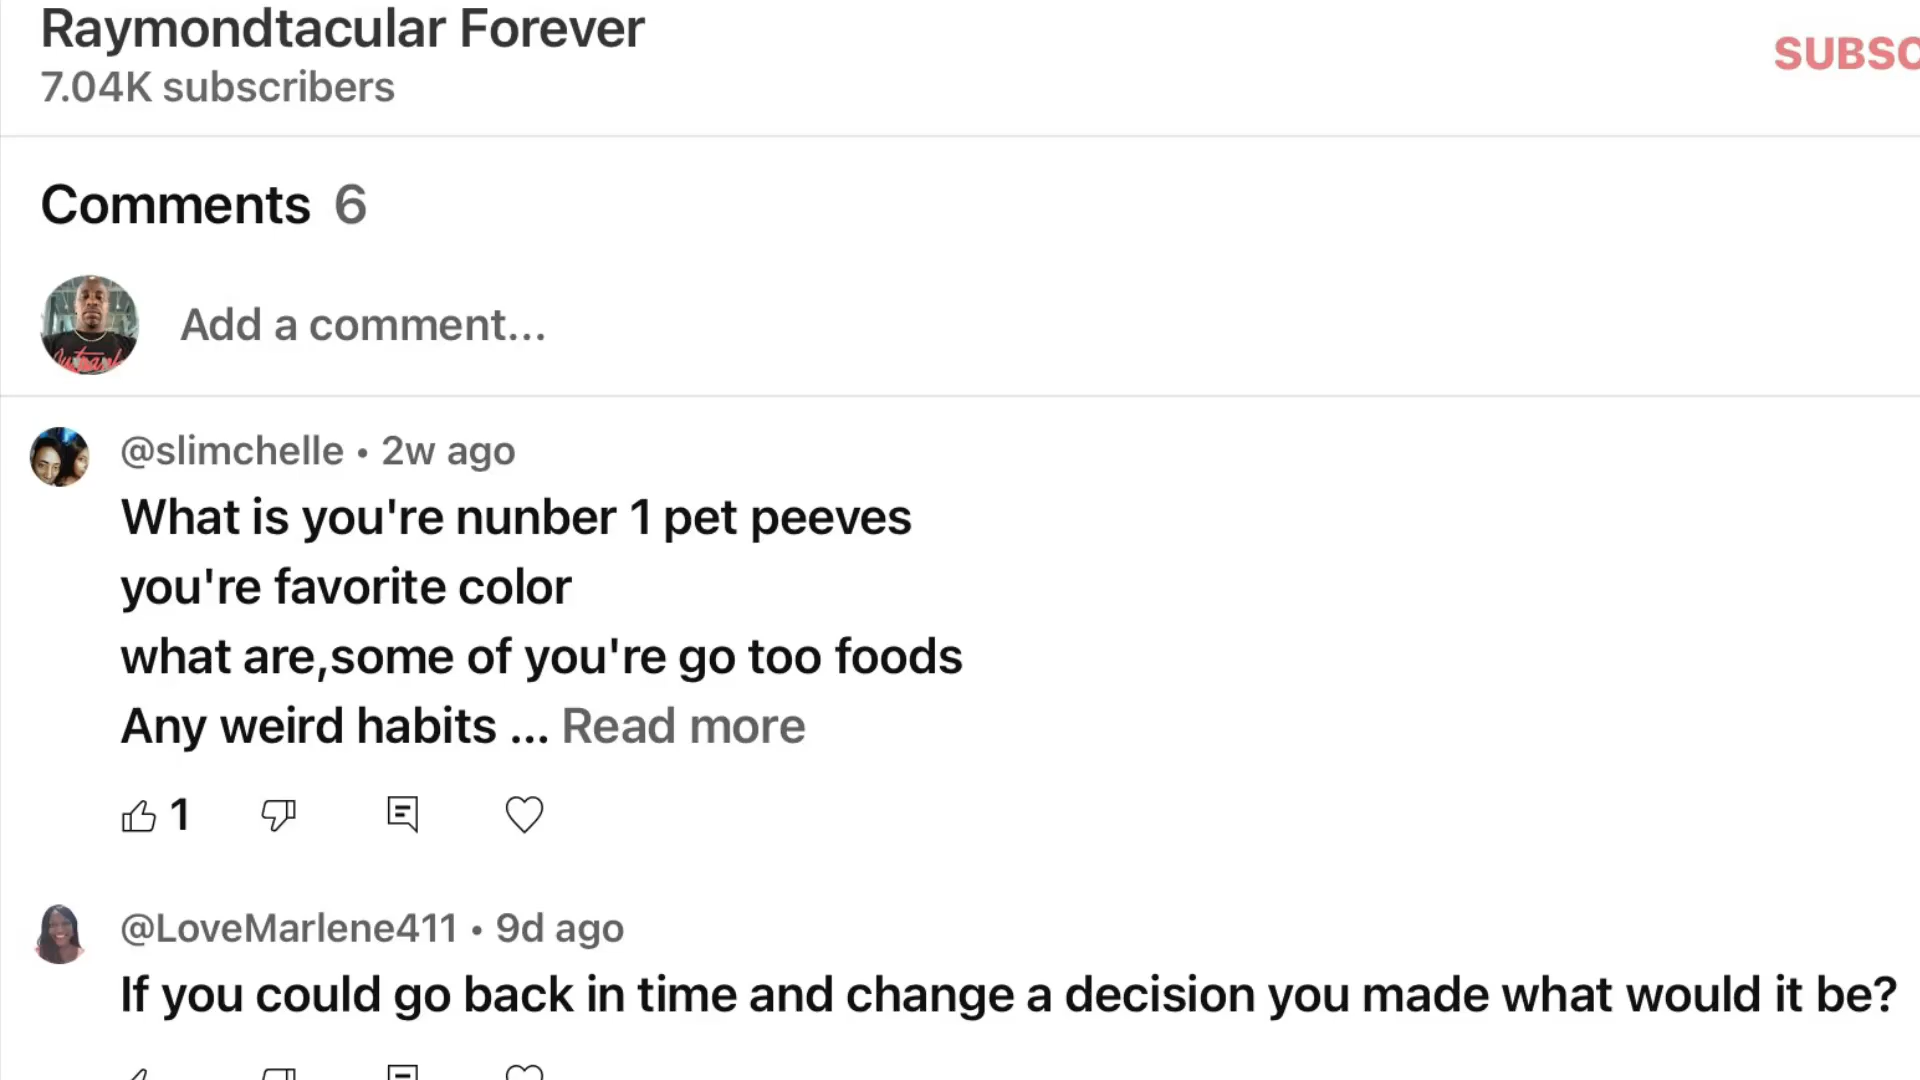 Raymondtacular Forever
7.04K subscribers
SUBSC
Comments 6
Add a comment...
@slimchelle • 2w ago
What is you're nunber 1 pet peeves
you're favorite color
what are,some of you're go too foods
Any weird habits ... Read more
1
@LoveMarlene411 • 9d ago
If you could go back in time and change a decision you made what would it be?